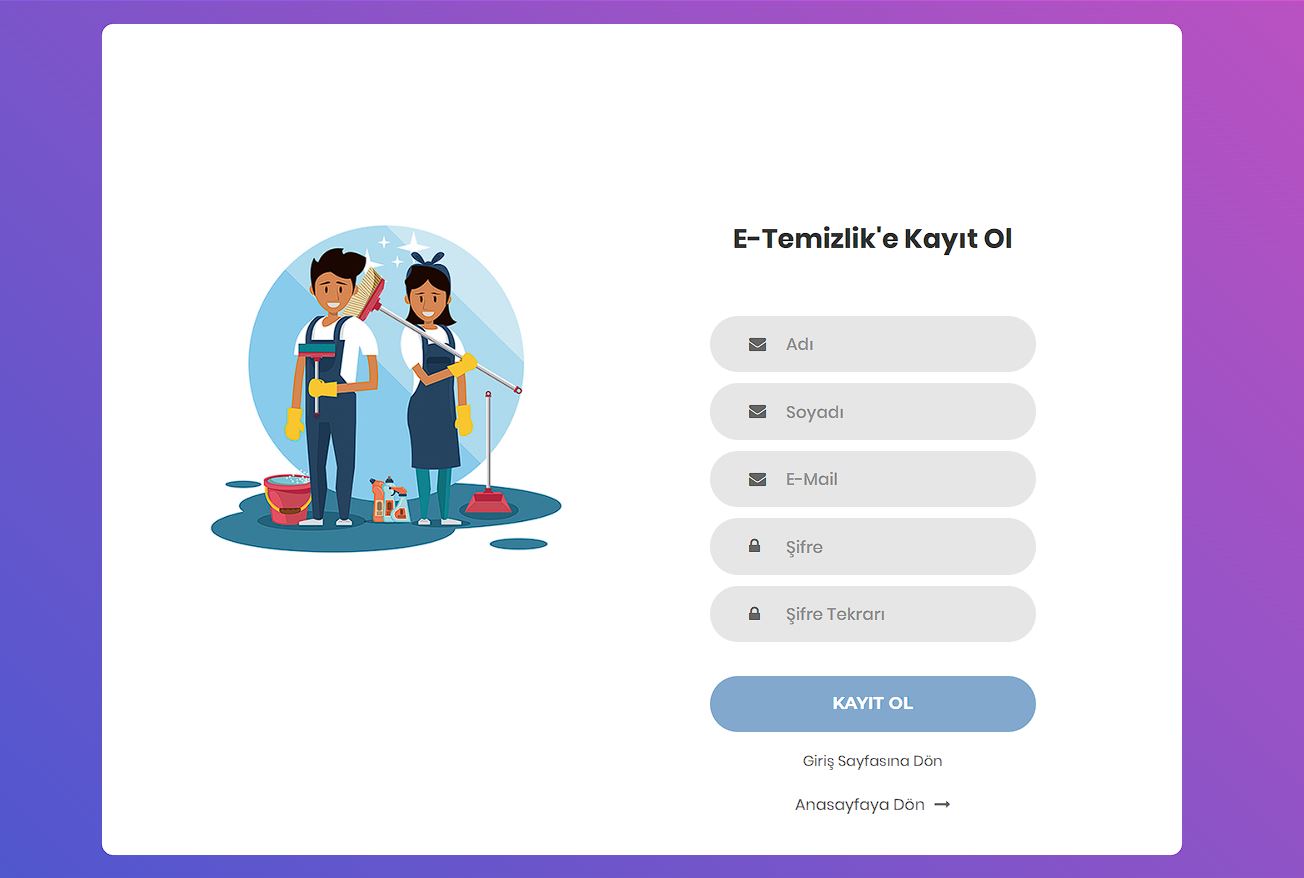 E-Temizlik'e Kayıt Ol
Adı
Soyadı
E-Mail
Şifre
Şifre Tekrarı
KAYIT OL
Giriş Sayfasına Dön
Anasayfaya Dön →